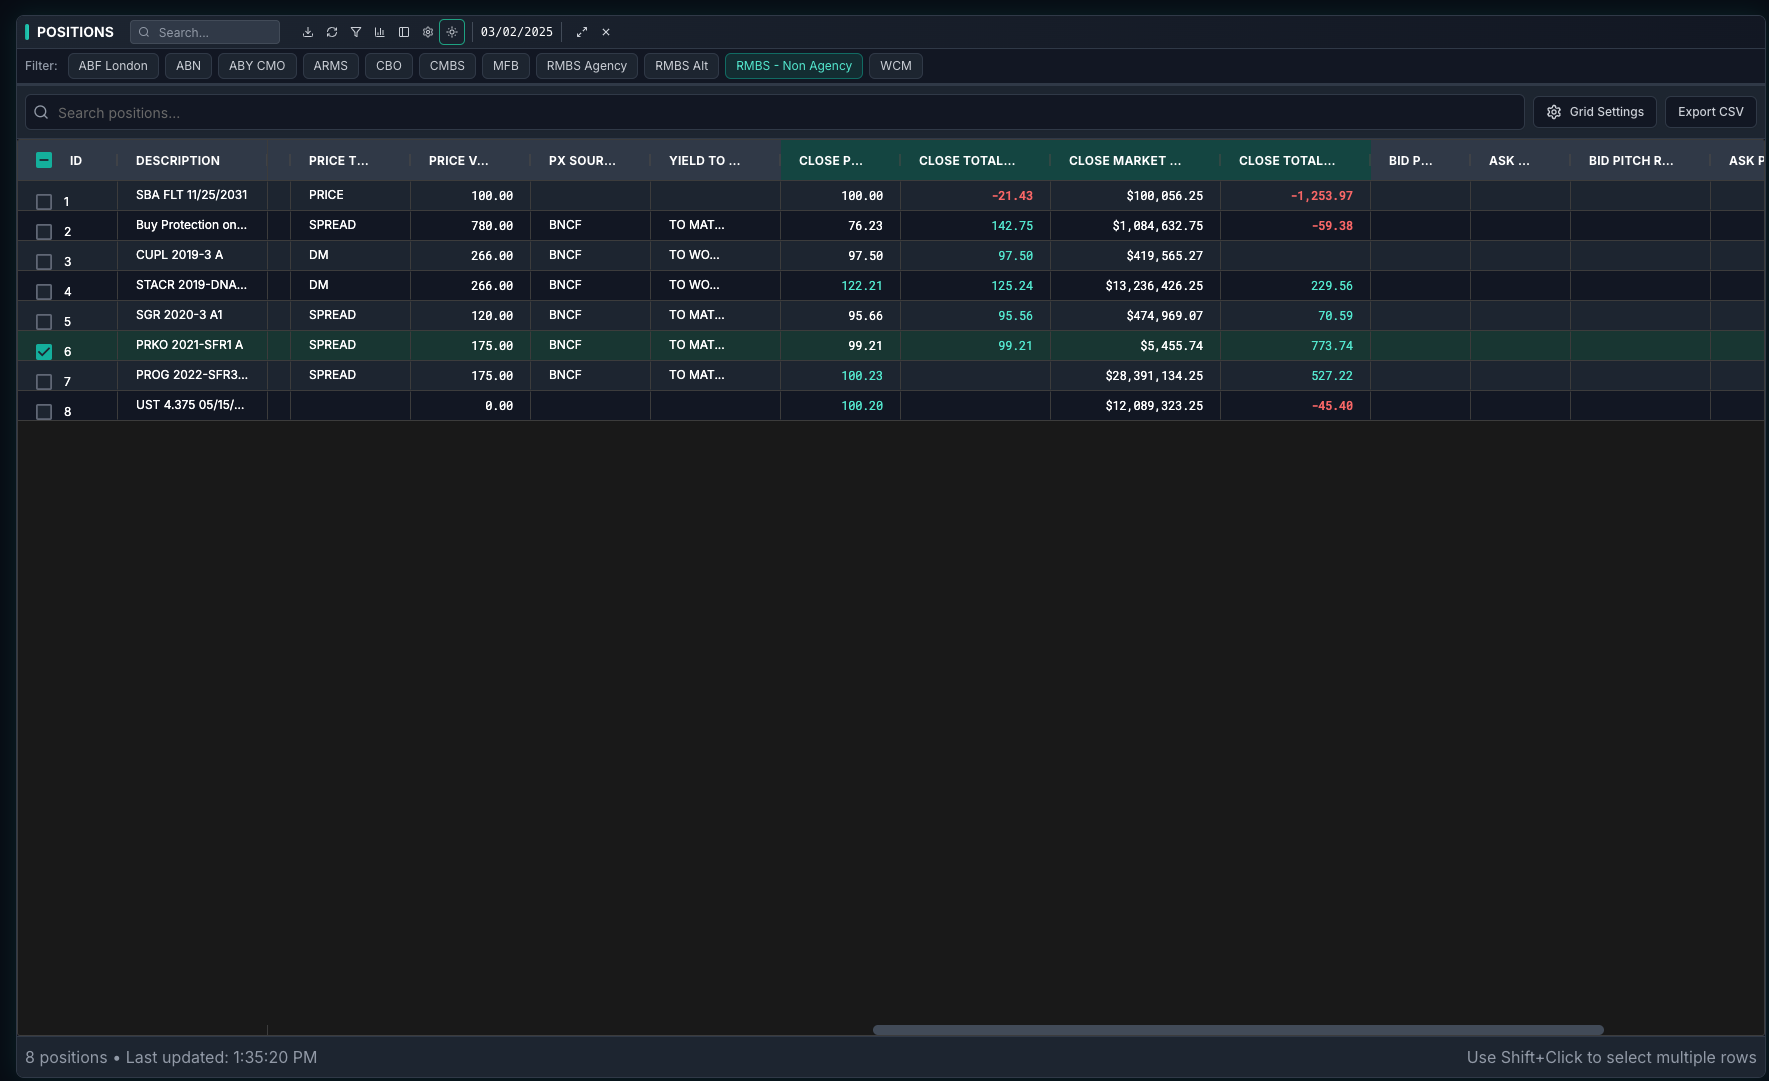 POSITIONS Search... 03/02/2025
Filter: ABF London ABN ABY CMO ARMS CBO CMBS MFB RMBS Agency RMBS Alt RMBS - Non Agency WCM
Search positions... Grid Settings Export CSV
ID DESCRIPTION PRICE T... PRICE V... PX SOUR... YIELD TO ... CLOSE P... CLOSE TOTAL... CLOSE MARKET ... CLOSE TOTAL... BID P... ASK ... BID PITCH R... ASK P
1 SBA FLT 11/25/2031 PRICE 100.00 100.00 -21.43 $100,056.25 -1,253.97
2 Buy Protection on... SPREAD 780.00 BNCF TO MAT... 76.23 142.75 $1,084,632.75 -59.38
3 CUPL 2019-3 A DM 266.00 BNCF TO WO... 97.50 97.50 $419,565.27
4 STACR 2019-DNA... DM 266.00 BNCF TO WO... 122.21 125.24 $13,236,426.25 229.56
5 SGR 2020-3 A1 SPREAD 120.00 BNCF TO MAT... 95.66 95.56 $474,969.07 70.59
6 PRKO 2021-SFR1 A SPREAD 175.00 BNCF TO MAT... 99.21 99.21 $5,455.74 773.74
7 PROG 2022-SFR3... SPREAD 175.00 BNCF TO MAT... 100.23 $28,391,134.25 527.22
8 UST 4.375 05/15/... 0.00 100.20 $12,089,323.25 -45.40
8 positions • Last updated: 1:35:20 PM Use Shift+Click to select multiple rows